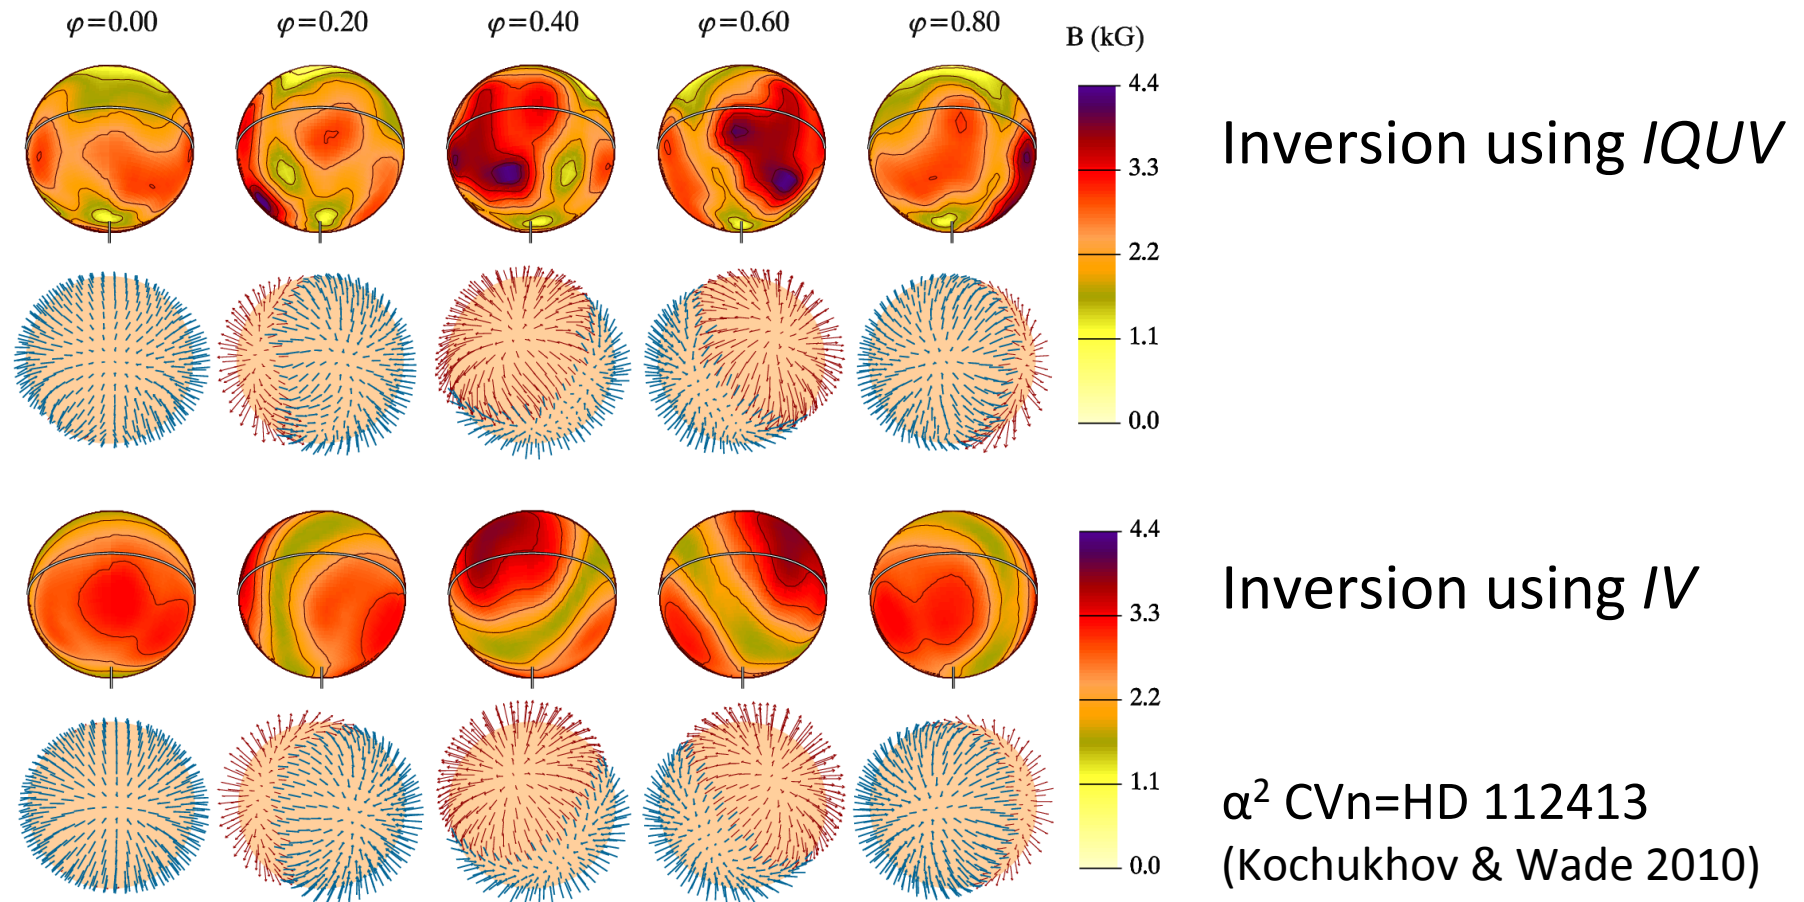 φ=0.00 φ=0.20 φ=0.40 φ=0.60 φ=0.80
B (kG)
4.4
3.3
2.2
1.1
0.0
Inversion using IQUV
4.4
3.3
2.2
1.1
0.0
Inversion using IV
α² CVn=HD 112413
(Kochukhov & Wade 2010)